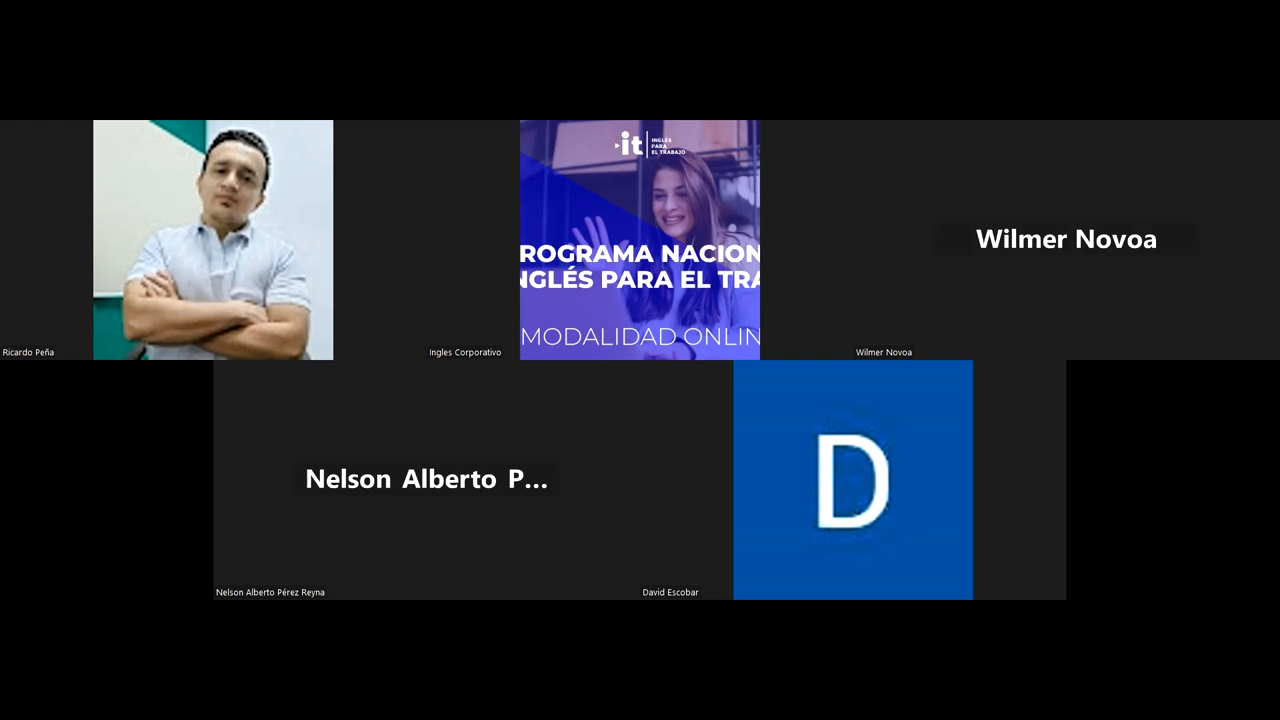 it
INGLÉS
PARA
EL TRABAJO
ROGRAMA NACION
NGLÉS PARA EL TRA
MODALIDAD ONLIN
Wilmer Novoa
Ricardo Peña
Ingles Corporativo
Wilmer Novoa
Nelson Alberto P...
D
Nelson Alberto Pérez Reyna
David Escobar